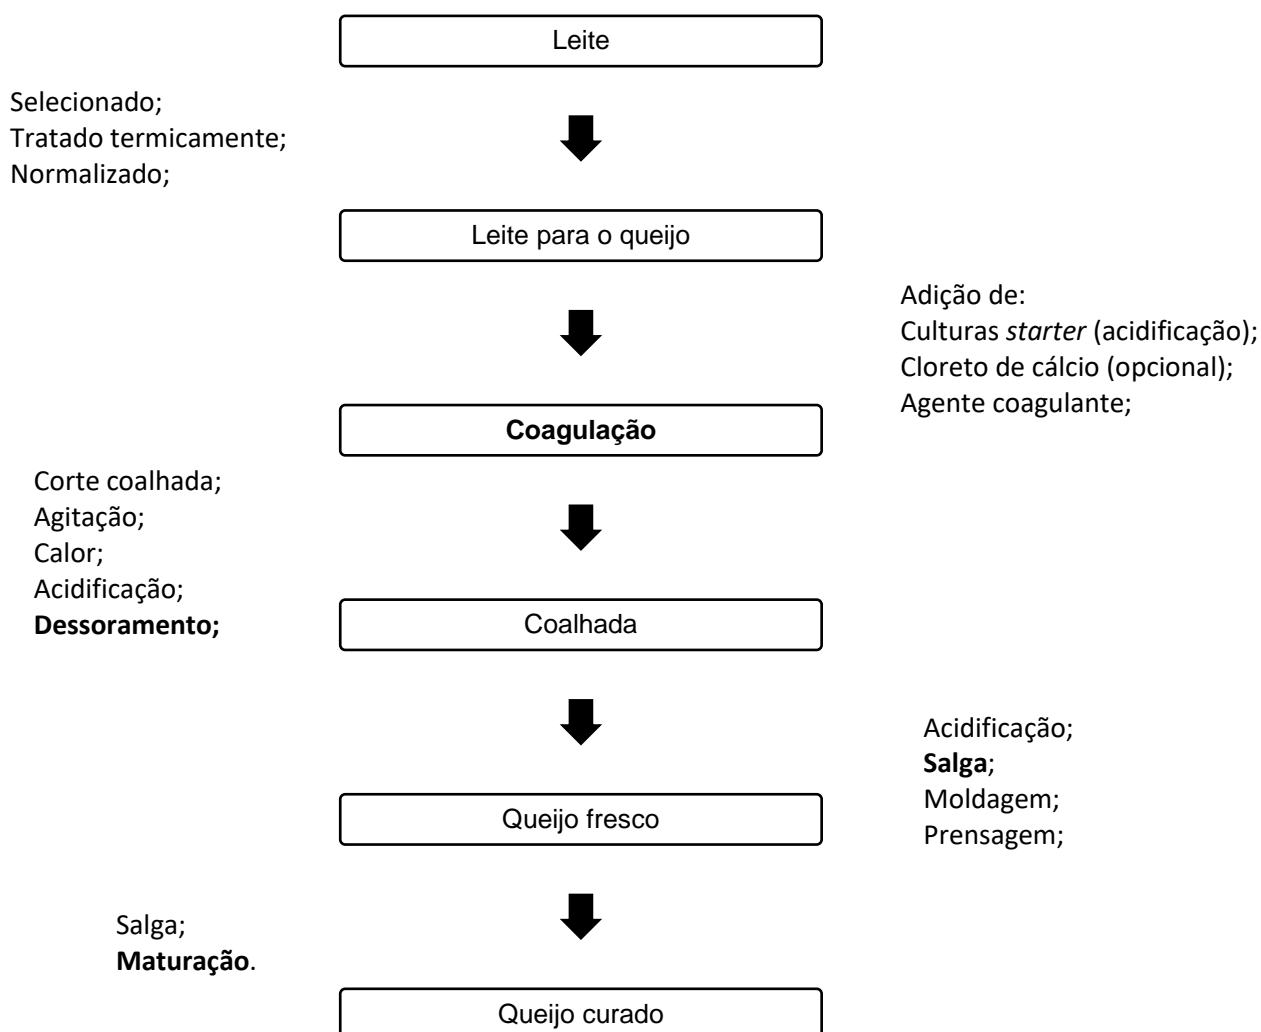 Leite
Selecionado;
Tratado termicamente;
Normalizado;
Leite para o queijo
Adição de:
Culturas starter (acidificação);
Cloreto de cálcio (opcional);
Agente coagulante;
Coagulação
Corte coalhada;
Agitação;
Calor;
Acidificação;
Dessoramento;
Coalhada
Acidificação;
Salga;
Moldagem;
Prensagem;
Queijo fresco
Salga;
Maturação.
Queijo curado